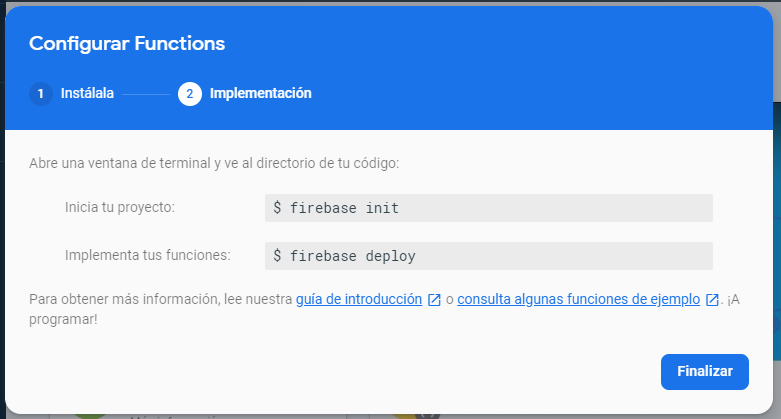 Configurar Functions
1 Instálala 2 Implementación
Abre una ventana de terminal y ve al directorio de tu código:
Inicia tu proyecto: $ firebase init
Implementa tus funciones: $ firebase deploy
Para obtener más información, lee nuestra guía de introducción o consulta algunas funciones de ejemplo. ¡A
programar!
Finalizar